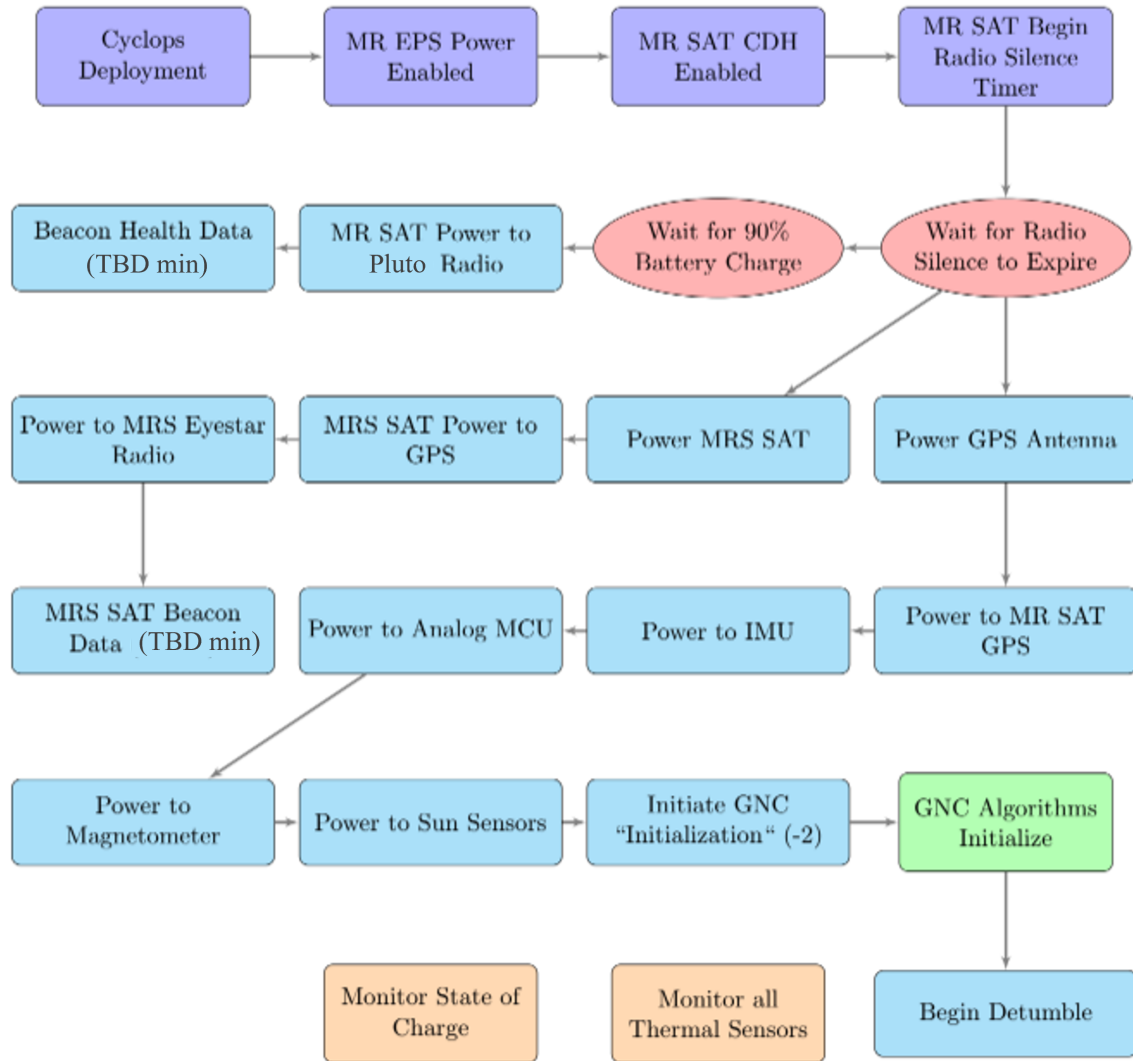 Cyclops
Deployment
MR EPS Power
Enabled
MR SAT CDH
Enabled
MR SAT Begin
Radio Silence
Timer
Beacon Health Data
(TBD min)
MR SAT Power to
Pluto Radio
Wait for 90%
Battery Charge
Wait for Radio
Silence to Expire
Power to MRS Eyestar
Radio
MRS SAT Power to
GPS
Power MRS SAT
Power GPS Antenna
MRS SAT Beacon
Data (TBD min)
Power to Analog MCU
Power to IMU
Power to MR SAT
GPS
Power to
Magnetometer
Power to Sun Sensors
Initiate GNC
“Initialization“ (-2)
GNC Algorithms
Initialize
Monitor State of
Charge
Monitor all
Thermal Sensors
Begin Detumble